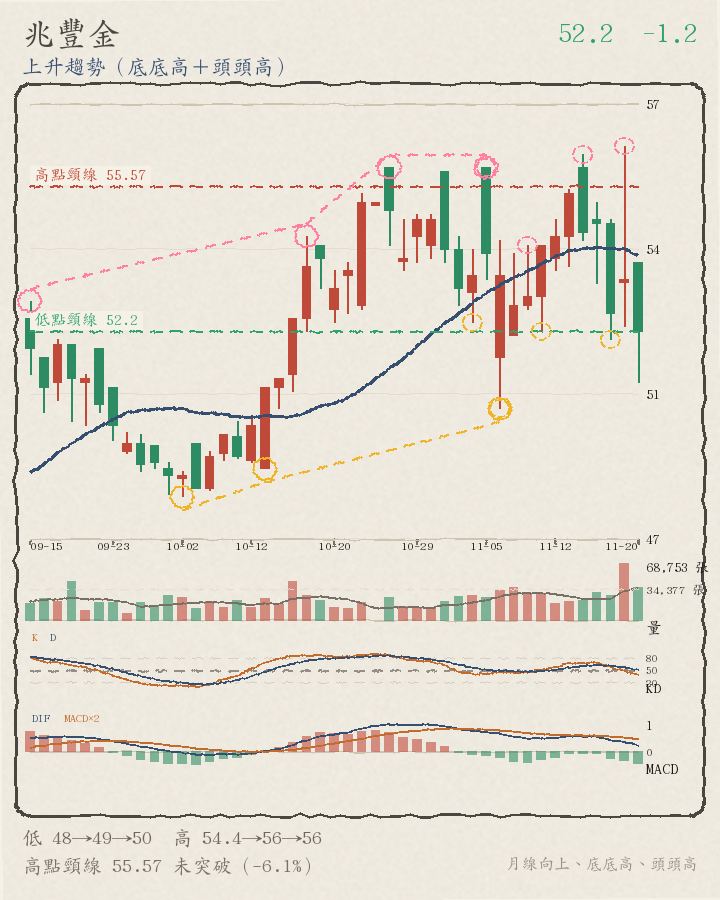 兆豐金
52.2 -1.2
上升趨勢（底底高＋頭頭高）
57
高點頸線 55.57
54
低點頸線 52.2
51
47
09-15 09-23 10-02 10-12 10-20 10-29 11-05 11-12 11-20
68,753 張
34,377 張
量
K D
80
50
20
KD
DIF MACD×2
1
0
MACD
低 48→49→50 高 54.4→56→56
高點頸線 55.57 未突破（-6.1%）
月線向上、底底高、頭頭高